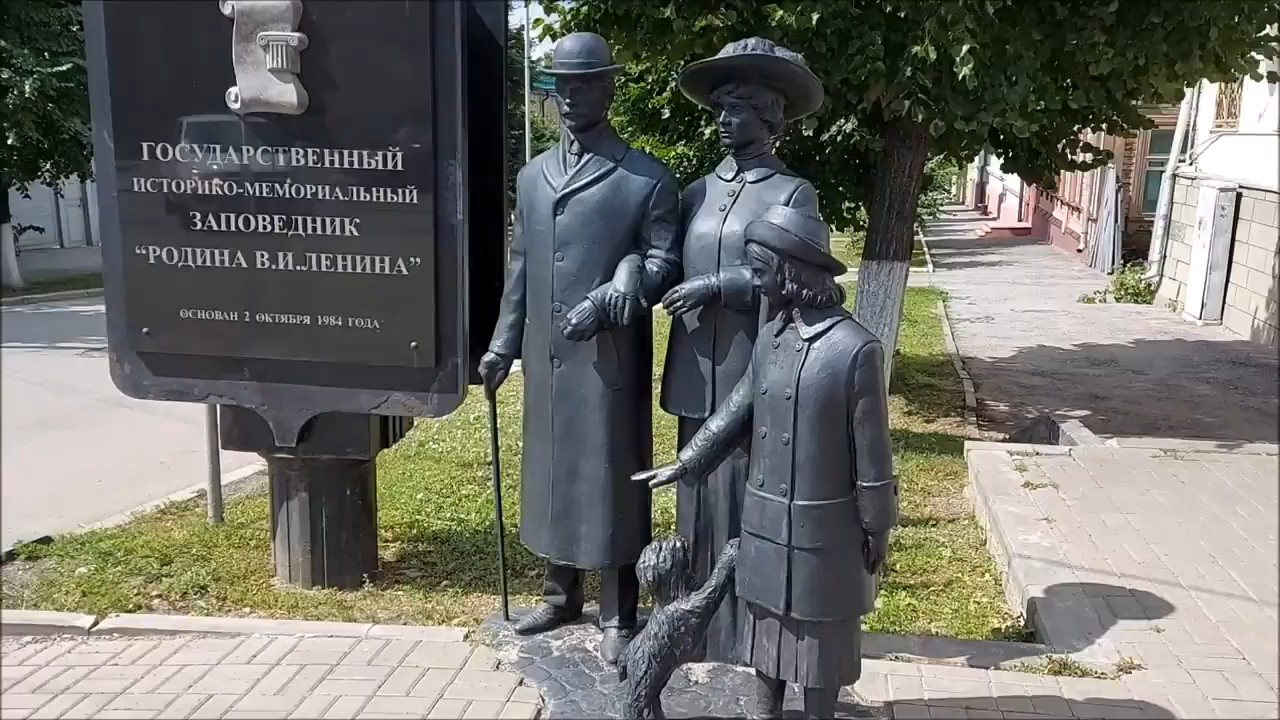 ГОСУДАРСТВЕННЫЙ
ИСТОРИКО-МЕМОРИАЛЬНЫЙ
ЗАПОВЕДНИК
“РОДИНА В.И.ЛЕНИНА”
ОСНОВАН 2 ОКТЯБРЯ 1984 ГОДА